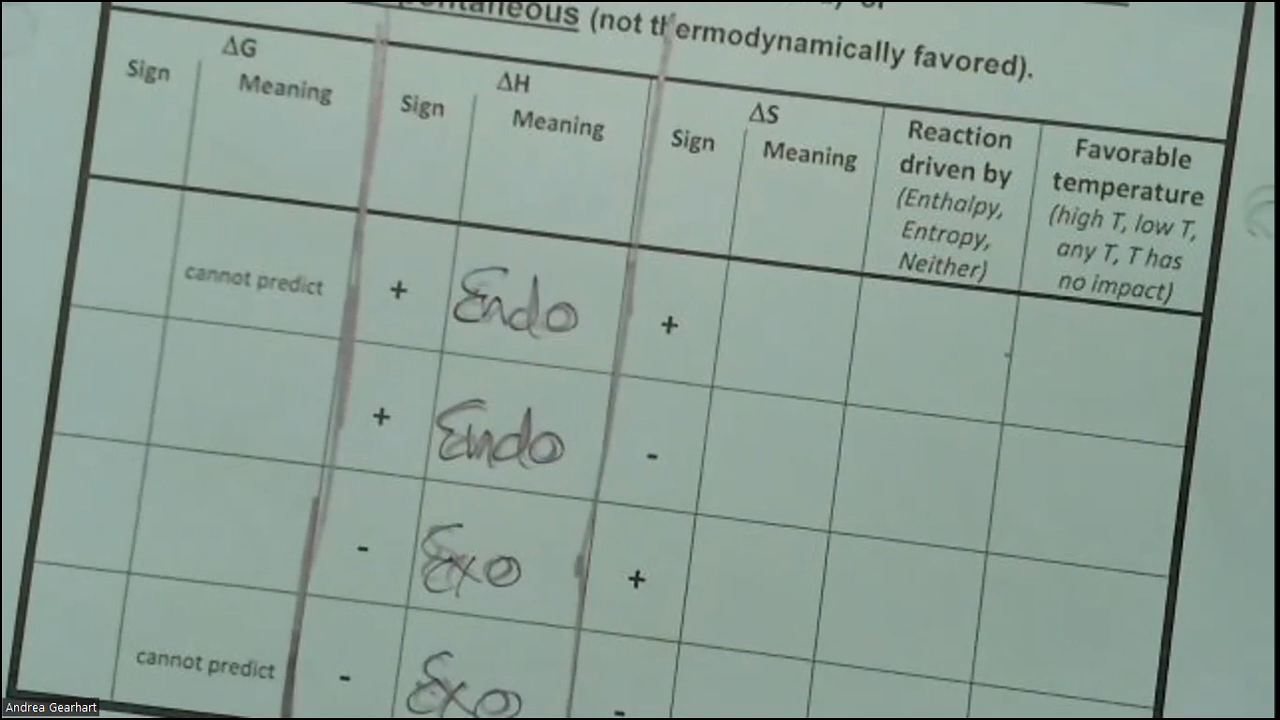 (not thermodynamically favored).
ΔG
Sign Meaning
ΔH
Sign Meaning
ΔS
Sign Meaning
Reaction
driven by
(Enthalpy,
Entropy,
Neither)
Favorable
temperature
(high T, low T,
any T, T has
no impact)
cannot predict + Endo +
+ Endo -
- Exo +
cannot predict - Exo -
Andrea Gearhart